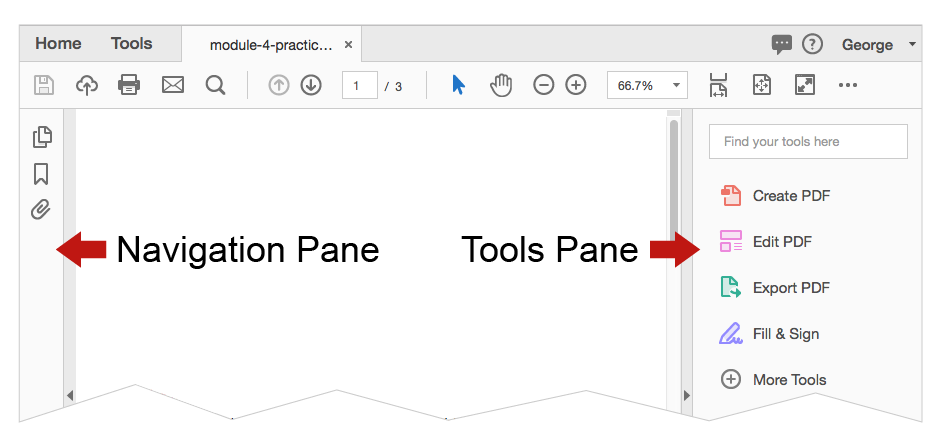 Home Tools module-4-practic... × George
1 / 3 66.7%
Find your tools here
Create PDF
Navigation Pane Tools Pane
Edit PDF
Export PDF
Fill & Sign
More Tools